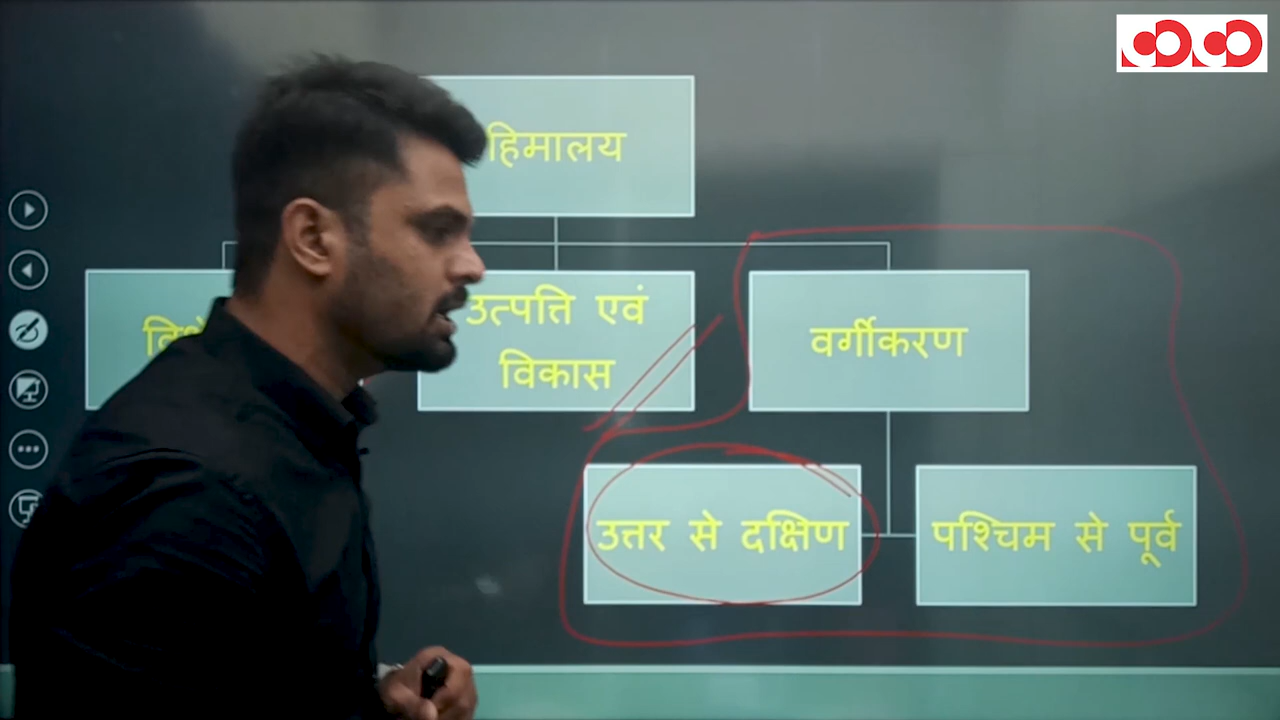 हिमालय
उत्पत्ति एवं
विकास
वर्गीकरण
उत्तर से दक्षिण
पश्चिम से पूर्व